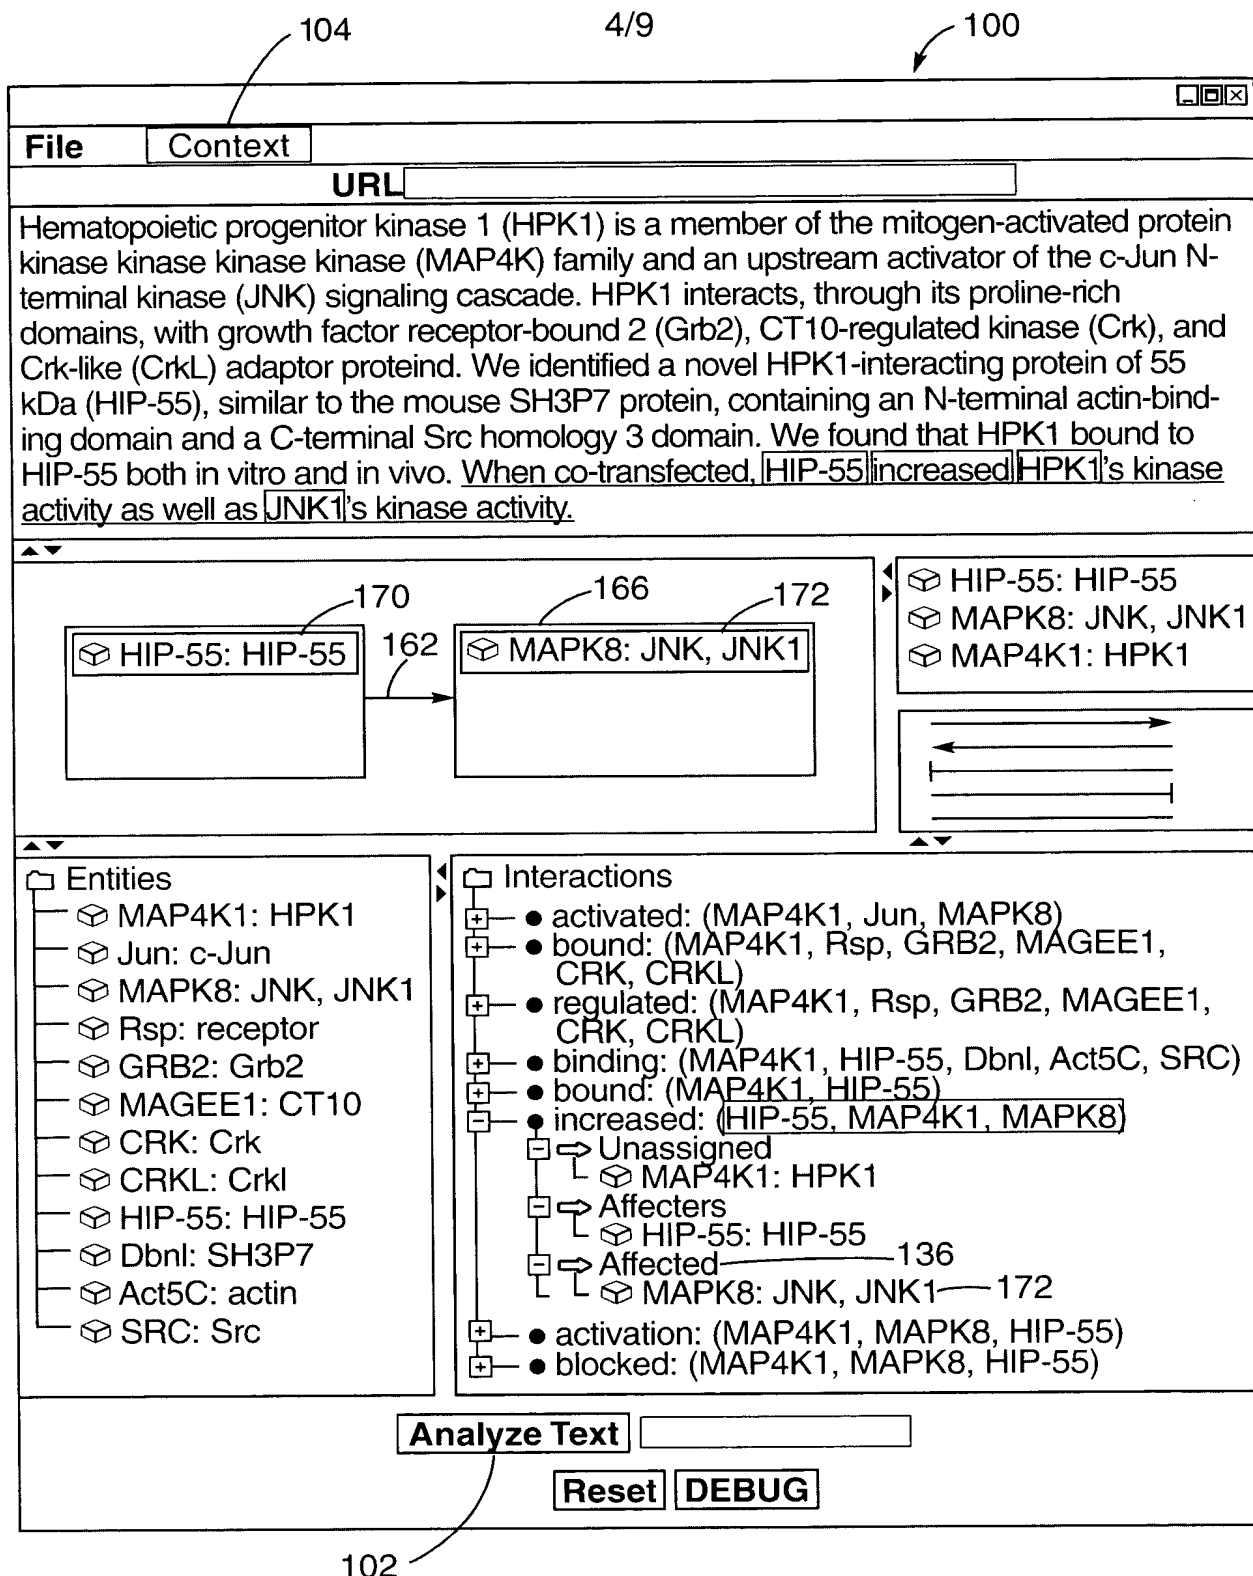 104
4/9
100
File
Context
URL
Hematopoietic progenitor kinase 1 (HPK1) is a member of the mitogen-activated protein
kinase kinase kinase kinase (MAP4K) family and an upstream activator of the c-Jun N-
terminal kinase (JNK) signaling cascade. HPK1 interacts, through its proline-rich
domains, with growth factor receptor-bound 2 (Grb2), CT10-regulated kinase (Crk), and
Crk-like (CrkL) adaptor proteind. We identified a novel HPK1-interacting protein of 55
kDa (HIP-55), similar to the mouse SH3P7 protein, containing an N-terminal actin-bind-
ing domain and a C-terminal Src homology 3 domain. We found that HPK1 bound to
HIP-55 both in vitro and in vivo. When co-transfected, HIP-55 increased HPK1's kinase
activity as well as JNK1's kinase activity.
170
166
172
HIP-55: HIP-55
162
MAPK8: JNK, JNK1
HIP-55: HIP-55
MAPK8: JNK, JNK1
MAP4K1: HPK1
Entities
MAP4K1: HPK1
Jun: c-Jun
MAPK8: JNK, JNK1
Rsp: receptor
GRB2: Grb2
MAGEE1: CT10
CRK: Crk
CRKL: Crkl
HIP-55: HIP-55
Dbnl: SH3P7
Act5C: actin
SRC: Src
Interactions
activated: (MAP4K1, Jun, MAPK8)
bound: (MAP4K1, Rsp, GRB2, MAGEE1,
CRK, CRKL)
regulated: (MAP4K1, Rsp, GRB2, MAGEE1,
CRK, CRKL)
binding: (MAP4K1, HIP-55, Dbnl, Act5C, SRC)
bound: (MAP4K1, HIP-55)
increased: (HIP-55, MAP4K1, MAPK8)
Unassigned
MAP4K1: HPK1
Affecters
HIP-55: HIP-55
Affected 136
MAPK8: JNK, JNK1 172
activation: (MAP4K1, MAPK8, HIP-55)
blocked: (MAP4K1, MAPK8, HIP-55)
Analyze Text
Reset DEBUG
102